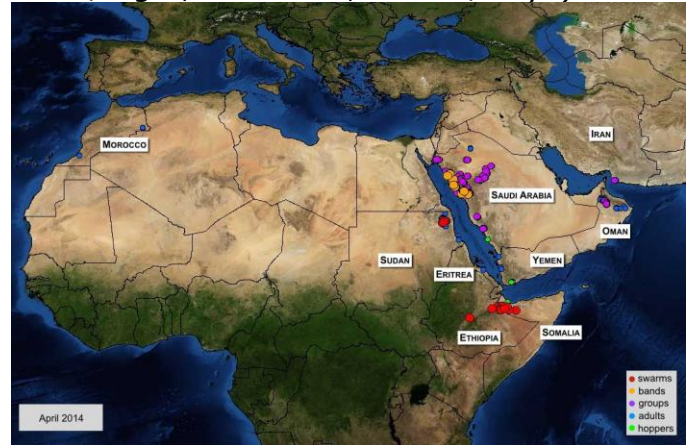 MOROCCO
IRAN
SAUDI ARABIA
OMAN
SUDAN
YEMEN
ERITREA
ETHIOPIA
SOMALIA
swarms
bands
groups
adults
hoppers
April 2014